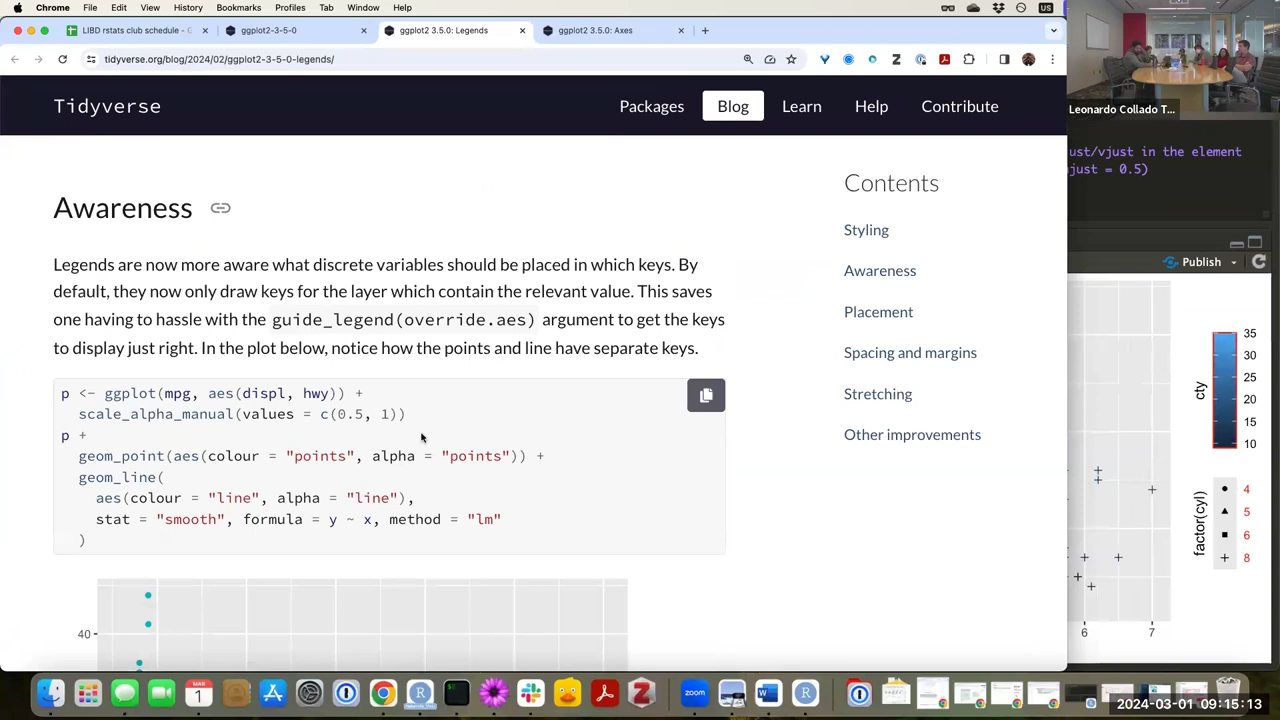 Chrome File Edit View History Bookmarks Profiles Tab Window Help
US
LIBD rstats club schedule - G
ggplot2-3-5-0
ggplot2 3.5.0: Legends
ggplot2 3.5.0: Axes
tidyverse.org/blog/2024/02/ggplot2-3-5-0-legends/
Tidyverse
Packages Blog Learn Help Contribute
Leonardo Collado T...
Awareness
Legends are now more aware what discrete variables should be placed in which keys. By
default, they now only draw keys for the layer which contain the relevant value. This saves
one having to hassle with the guide_legend(override.aes) argument to get the keys
to display just right. In the plot below, notice how the points and line have separate keys.
p <- ggplot(mpg, aes(displ, hwy)) +
scale_alpha_manual(values = c(0.5, 1))
p +
geom_point(aes(colour = "points", alpha = "points")) +
geom_line(
aes(colour = "line", alpha = "line"),
stat = "smooth", formula = y ~ x, method = "lm"
)
40
Contents
Styling
Awareness
Placement
Spacing and margins
Stretching
Other improvements
ust/vjust in the element
just = 0.5)
Publish
cty
35
30
25
20
15
10
factor(cyl)
4
5
6
8
6 7
MAR
1
zoom
2024-03-01 09:15:13